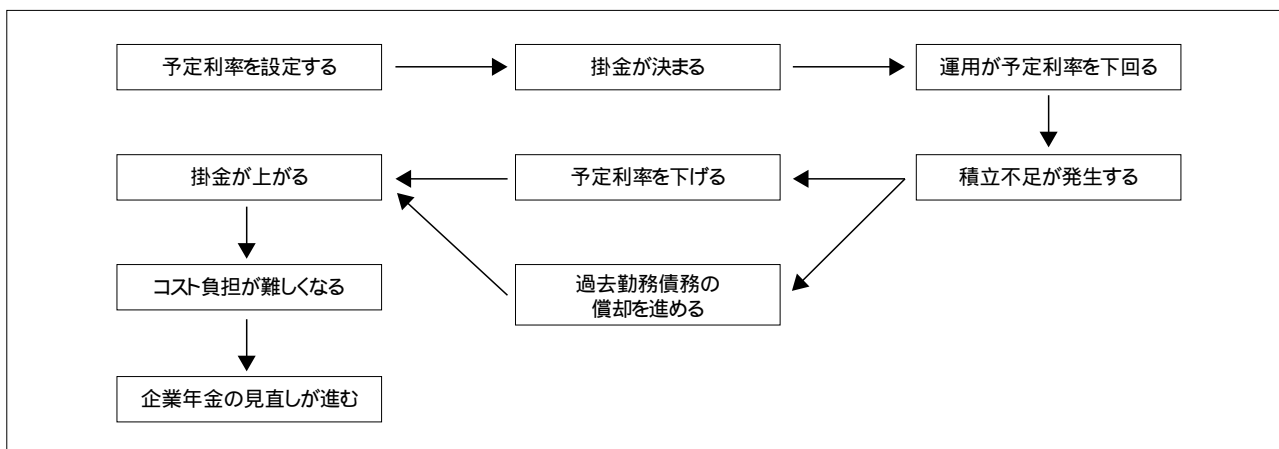 予定利率を設定する
掛金が決まる
運用が予定利率を下回る
積立不足が発生する
予定利率を下げる
掛金が上がる
過去勤務債務の
償却を進める
コスト負担が難しくなる
企業年金の見直しが進む